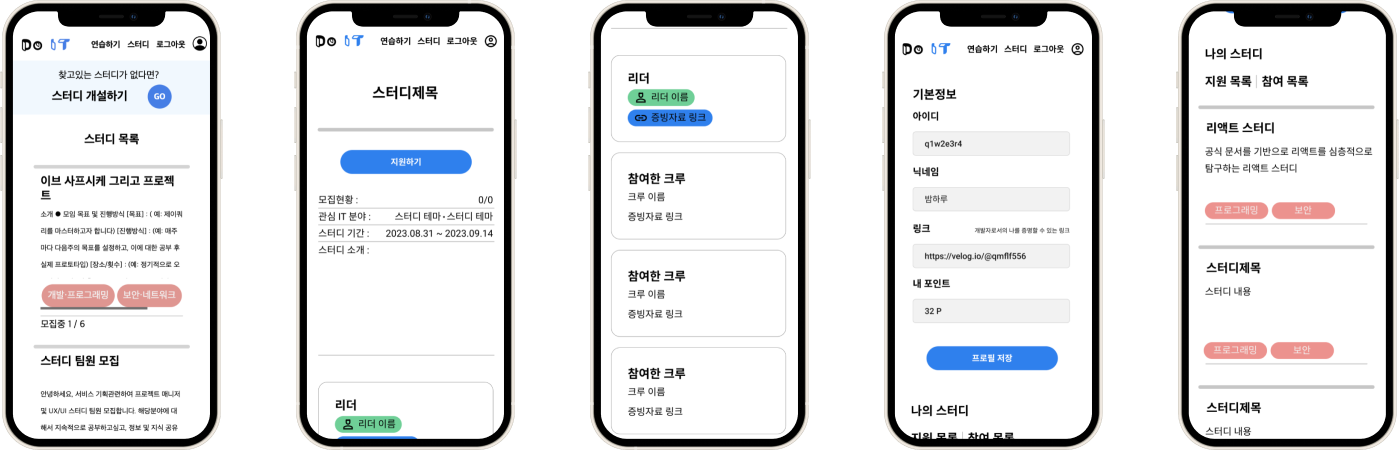 DO IT
연습하기 스터디 로그아웃
찾고있는 스터디가 없다면?
스터디 개설하기 GO
스터디 목록
이브 사프시케 그리고 프로젝
트
소개 ● 모임 목표 및 진행방식 [목표] : ( 예: 제이쿼
리를 마스터하고자 합니다) [진행방식] : (예: 매주
마다 다음주의 목표를 설정하고, 이에 대한 공부 후
실제 프로토타입) [장소/횟수] : (예: 정기적으로 오
개발·프로그래밍 보안·네트워크
모집중 1 / 6
스터디 팀원 모집
안녕하세요, 서비스 기획관련하여 프로젝트 매니저
및 UX/UI 스터디 팀원 모집합니다. 해당분야에 대
해서 지속적으로 공부하고싶고, 정보 및 지식 공유
DO IT
연습하기 스터디 로그아웃
스터디제목
지원하기
모집현황 : 0/0
관심 IT 분야 : 스터디 테마·스터디 테마
스터디 기간 : 2023.08.31 ~ 2023.09.14
스터디 소개 :
리더
리더 이름
리더
리더 이름
증빙자료 링크
참여한 크루
크루 이름
증빙자료 링크
참여한 크루
크루 이름
증빙자료 링크
참여한 크루
크루 이름
증빙자료 링크
DO IT
연습하기 스터디 로그아웃
기본정보
아이디
q1w2e3r4
닉네임
밤하루
링크 개발자로서의 나를 증명할 수 있는 링크
https://velog.io/@qmflf556
내 포인트
32 P
프로필 저장
나의 스터디
지원 목록 참여 목록
나의 스터디
지원 목록 참여 목록
리액트 스터디
공식 문서를 기반으로 리액트를 심층적으로
탐구하는 리액트 스터디
프로그래밍 보안
스터디제목
스터디 내용
프로그래밍 보안
스터디제목
스터디 내용